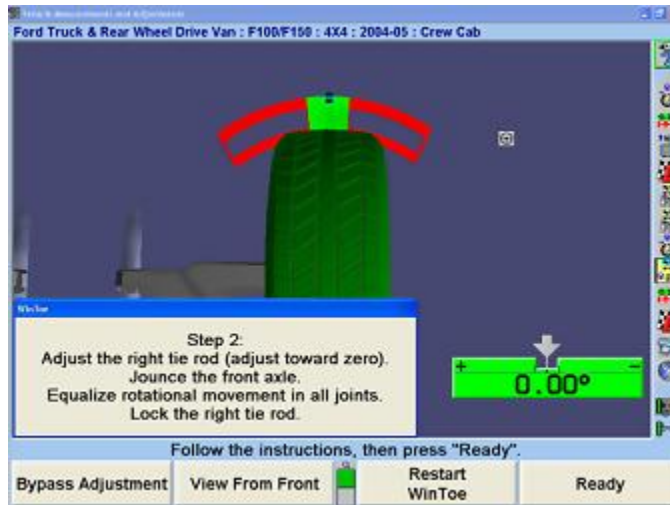 Ford Truck & Rear Wheel Drive Van : F100/F150 : 4X4 : 2004-05 : Crew Cab
WinToe
Step 2:
Adjust the right tie rod (adjust toward zero).
Jounce the front axle.
Equalize rotational movement in all joints.
Lock the right tie rod.
+
-
0.00°
Follow the instructions, then press "Ready".
Bypass Adjustment
View From Front
Restart
WinToe
Ready